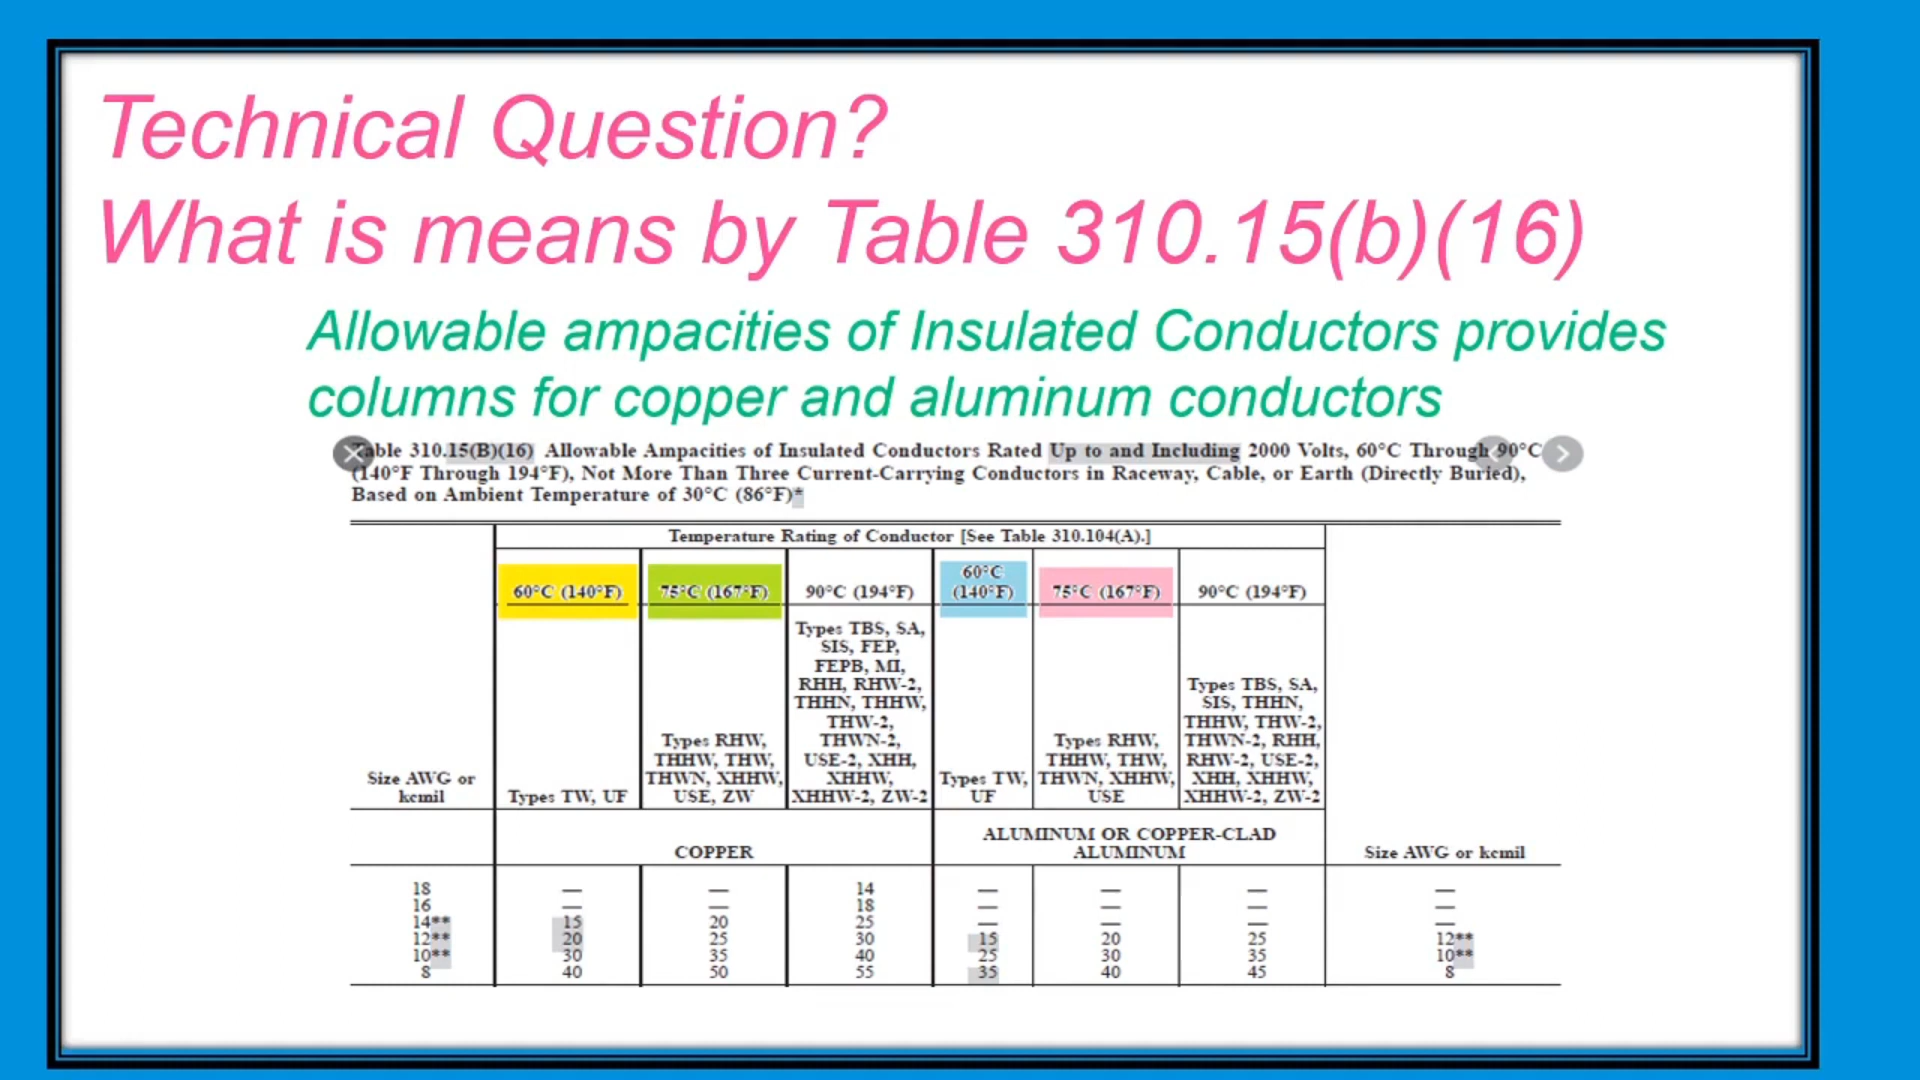 Technical Question?
What is means by Table 310.15(b)(16)
Allowable ampacities of Insulated Conductors provides
columns for copper and aluminum conductors
Table 310.15(B)(16) Allowable Ampacities of Insulated Conductors Rated Up to and Including 2000 Volts, 60°C Through 90°C
(140°F Through 194°F), Not More Than Three Current-Carrying Conductors in Raceway, Cable, or Earth (Directly Buried),
Based on Ambient Temperature of 30°C (86°F)*
Temperature Rating of Conductor [See Table 310.104(A).]
60°C (140°F) 75°C (167°F) 90°C (194°F) 60°C (140°F) 75°C (167°F) 90°C (194°F)
Size AWG or
kcmil
Types TW, UF
Types RHW,
THHW, THW,
THWN, XHHW,
USE, ZW
Types TBS, SA,
SIS, FEP,
FEPB, MI,
RHH, RHW-2,
THHN, THHW,
THW-2,
THWN-2,
USE-2, XHH,
XHHW,
XHHW-2, ZW-2
Types TW,
UF
Types RHW,
THHW, THW,
THWN, XHHW,
USE
Types TBS, SA,
SIS, THHN,
THHW, THW-2,
THWN-2, RHH,
RHW-2, USE-2,
XHH, XHHW,
XHHW-2, ZW-2
COPPER
ALUMINUM OR COPPER-CLAD
ALUMINUM
Size AWG or kcmil
18 — — 14 — — — —
16 — — 18 — — — —
14** 15 20 25 — — — —
12** 20 25 30 15 20 25 12**
10** 30 35 40 25 30 35 10**
8 40 50 55 35 40 45 8